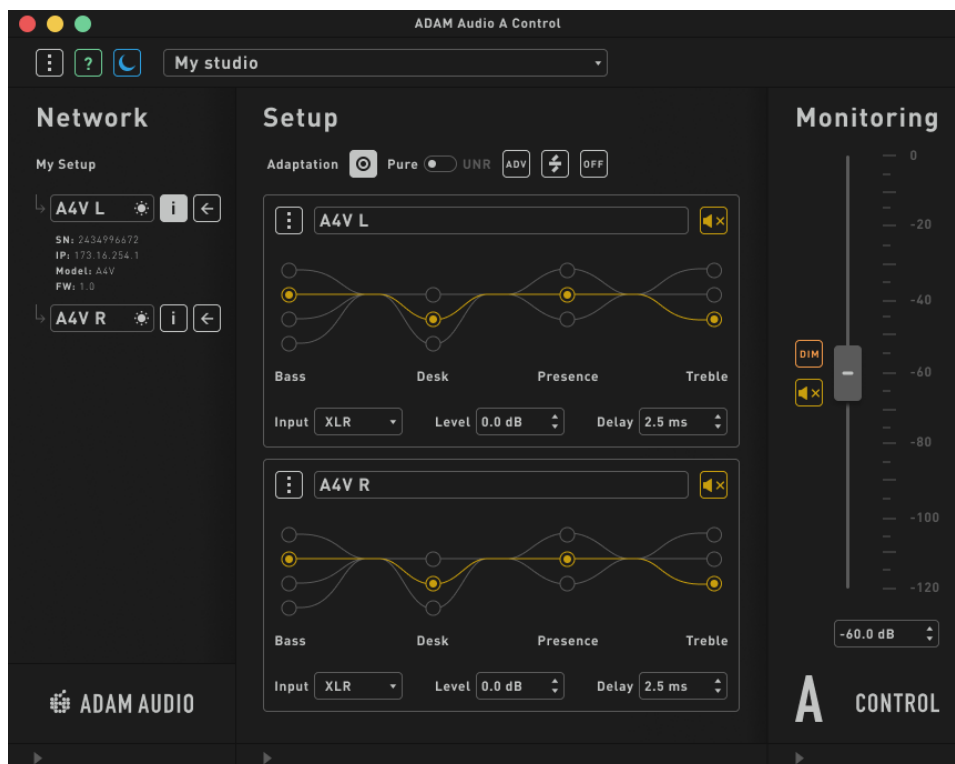 ADAM Audio A Control
?
My studio
Network
My Setup
A4V L
i
SN: 2434996672
IP: 173.16.254.1
Model: A4V
FW: 1.0
A4V R
i
ADAM AUDIO
Setup
Adaptation Pure UNR ADV OFF
A4V L
Bass Desk Presence Treble
Input XLR Level 0.0 dB Delay 2.5 ms
A4V R
Bass Desk Presence Treble
Input XLR Level 0.0 dB Delay 2.5 ms
Monitoring
0
-20
-40
DIM
-60
-80
-100
-120
-60.0 dB
A CONTROL